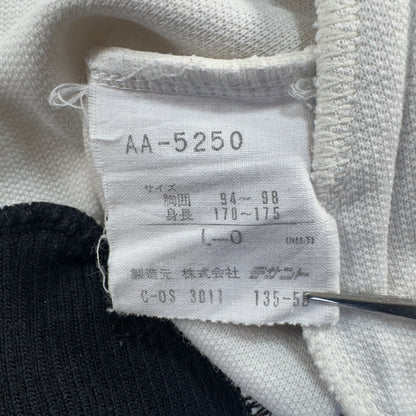 AA-5250
サイズ
胸囲 94~98
身長 170~175
L-O
製造元 株式会社 デサント
C-OS 3011 135-5